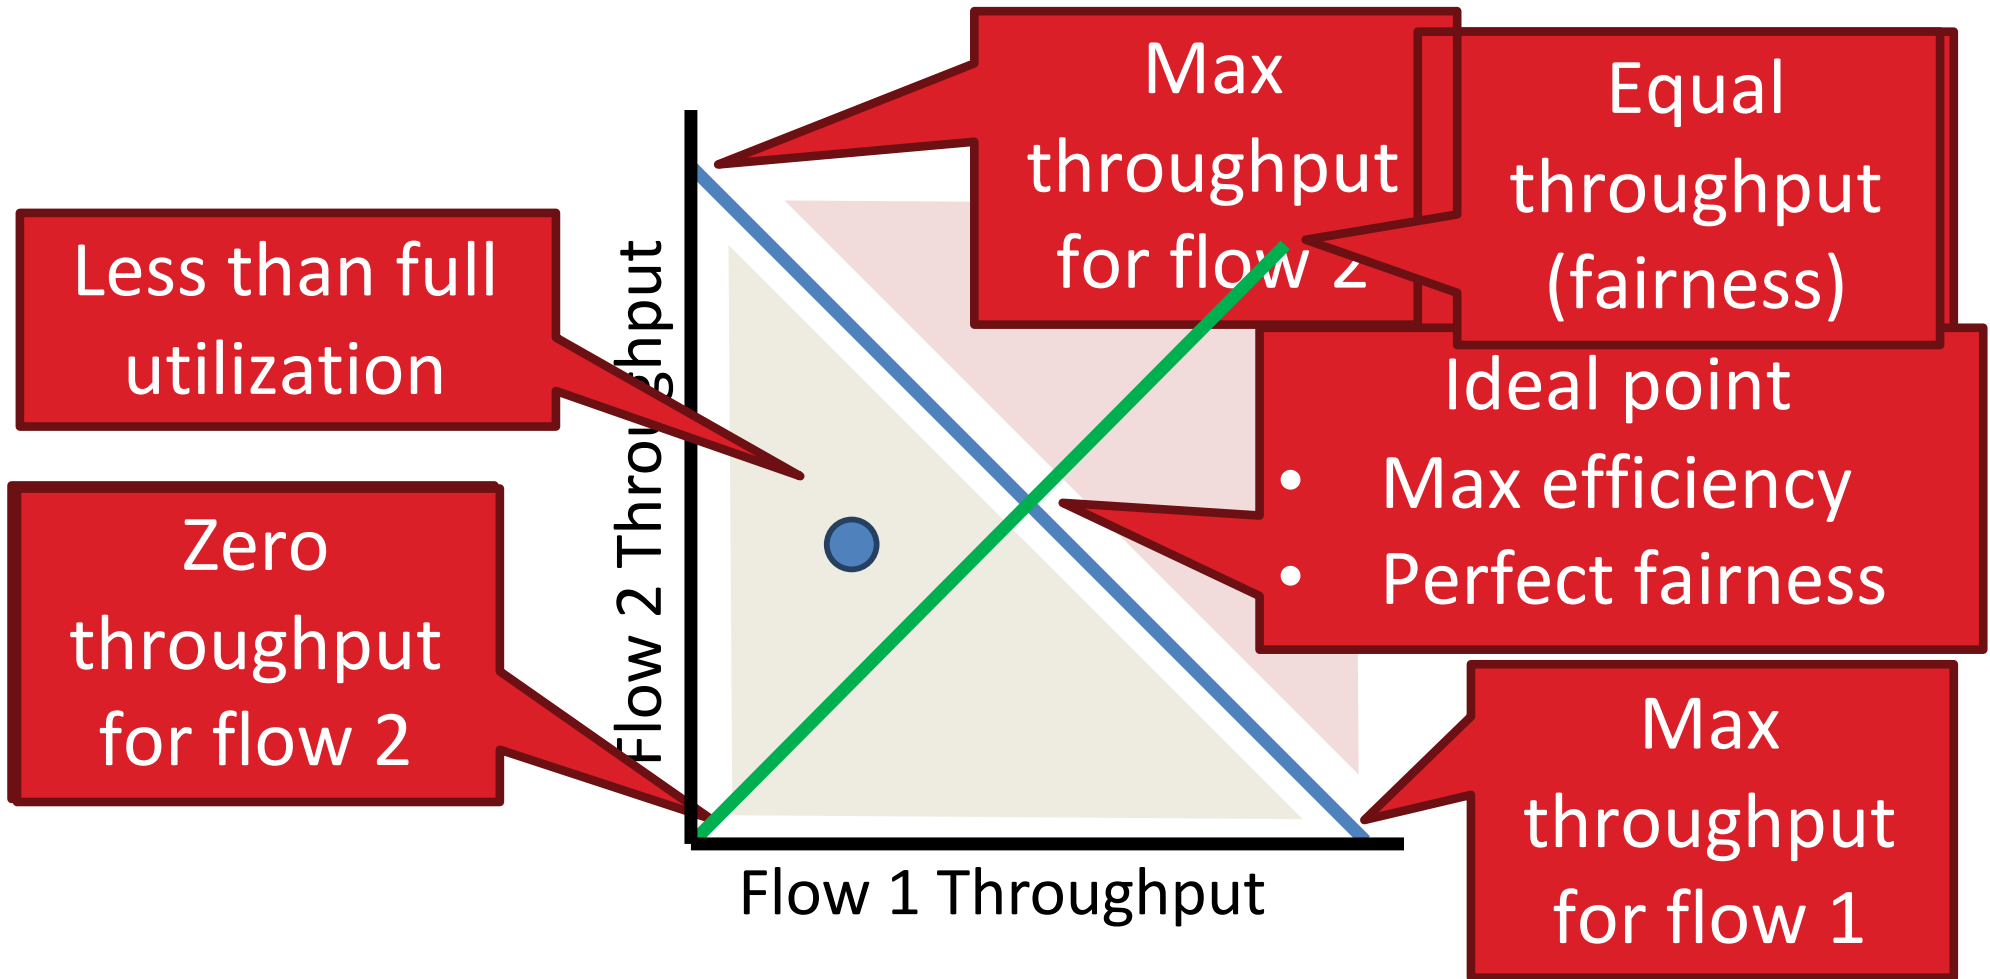 Max
throughput
for flow 2
Equal
throughput
(fairness)
Less than full
utilization
Ideal point
• Max efficiency
• Perfect fairness
Zero
throughput
for flow 2
Flow 2 Throughput
Max
throughput
for flow 1
Flow 1 Throughput